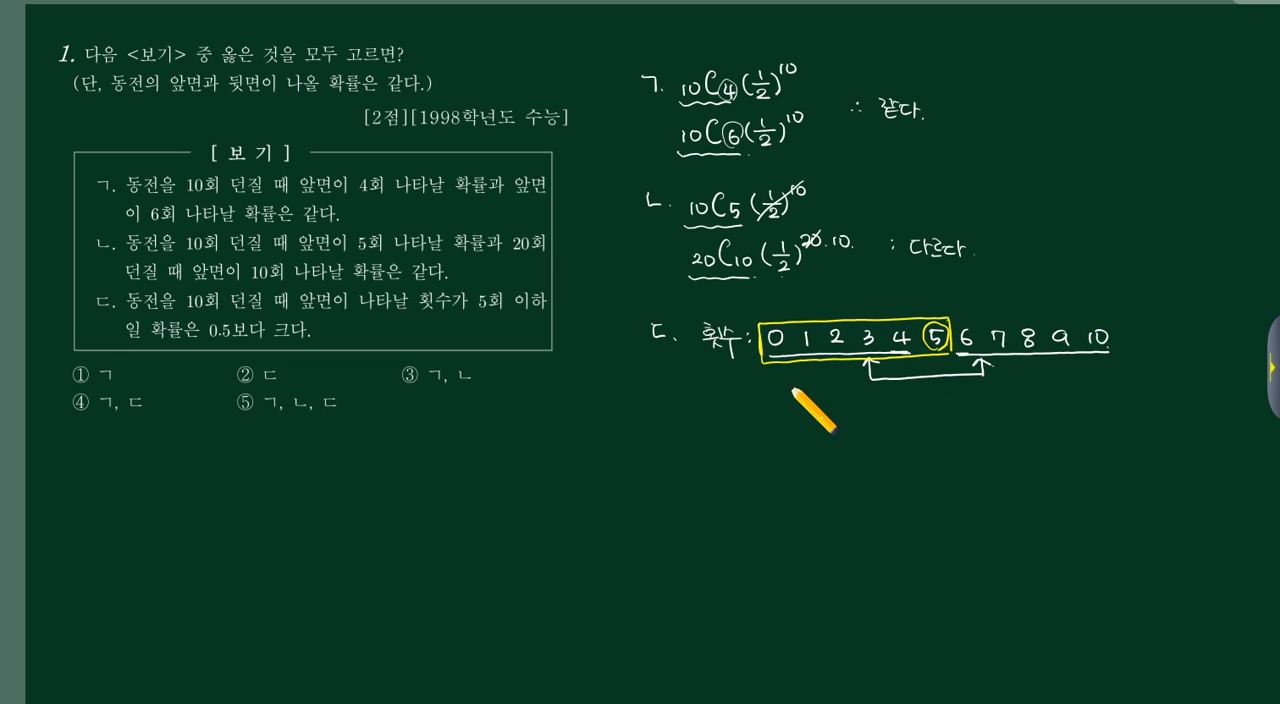 1. 다음 <보기> 중 옳은 것을 모두 고르면?
(단, 동전의 앞면과 뒷면이 나올 확률은 같다.)
[2점][1998학년도 수능]
[ 보 기 ]
ㄱ. 동전을 10회 던질 때 앞면이 4회 나타날 확률과 앞면
이 6회 나타날 확률은 같다.
ㄴ. 동전을 10회 던질 때 앞면이 5회 나타날 확률과 20회
던질 때 앞면이 10회 나타날 확률은 같다.
ㄷ. 동전을 10회 던질 때 앞면이 나타날 횟수가 5회 이하
일 확률은 0.5보다 크다.
① ㄱ ② ㄷ ③ ㄱ, ㄴ
④ ㄱ, ㄷ ⑤ ㄱ, ㄴ, ㄷ
ㄱ. 10C4 (1/2)^10
10C6 (1/2)^10 ∴ 같다.
ㄴ. 10C5 (1/2)^10
20C10 (1/2)^20 10. : 다르다.
ㄷ. 횟수: 0 1 2 3 4 5 6 7 8 9 10